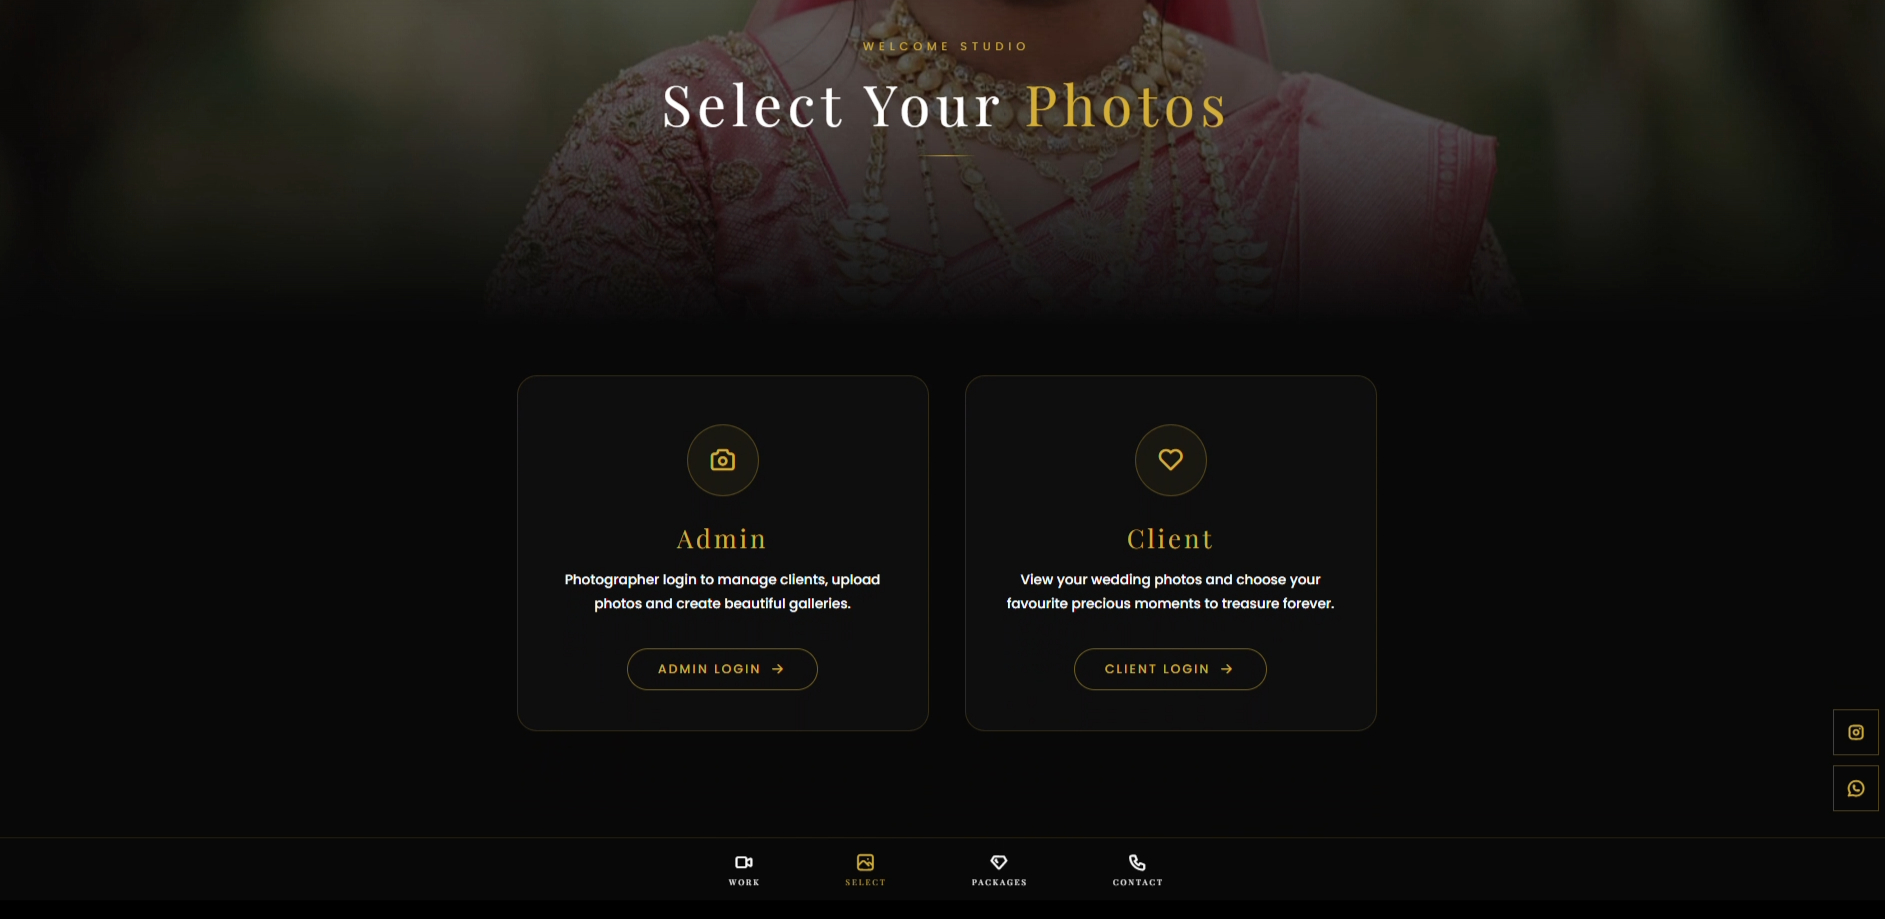 WELCOME STUDIO
Select Your Photos
Admin
Photographer login to manage clients, upload
photos and create beautiful galleries.
ADMIN LOGIN →
Client
View your wedding photos and choose your
favourite precious moments to treasure forever.
CLIENT LOGIN →
WORK
SELECT
PACKAGES
CONTACT